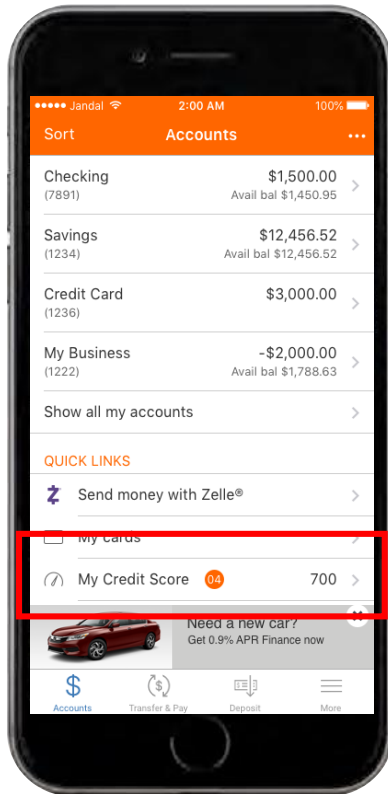 Jandal 2:00 AM 100%
Sort Accounts ...
Checking $1,500.00
(7891) Avail bal $1,450.95
Savings $12,456.52
(1234) Avail bal $12,456.52
Credit Card $3,000.00
(1236)
My Business -$2,000.00
(1222) Avail bal $1,788.63
Show all my accounts
QUICK LINKS
Send money with Zelle®
My cards
My Credit Score 04 700
Need a new car?
Get 0.9% APR Finance now
Accounts Transfer & Pay Deposit More